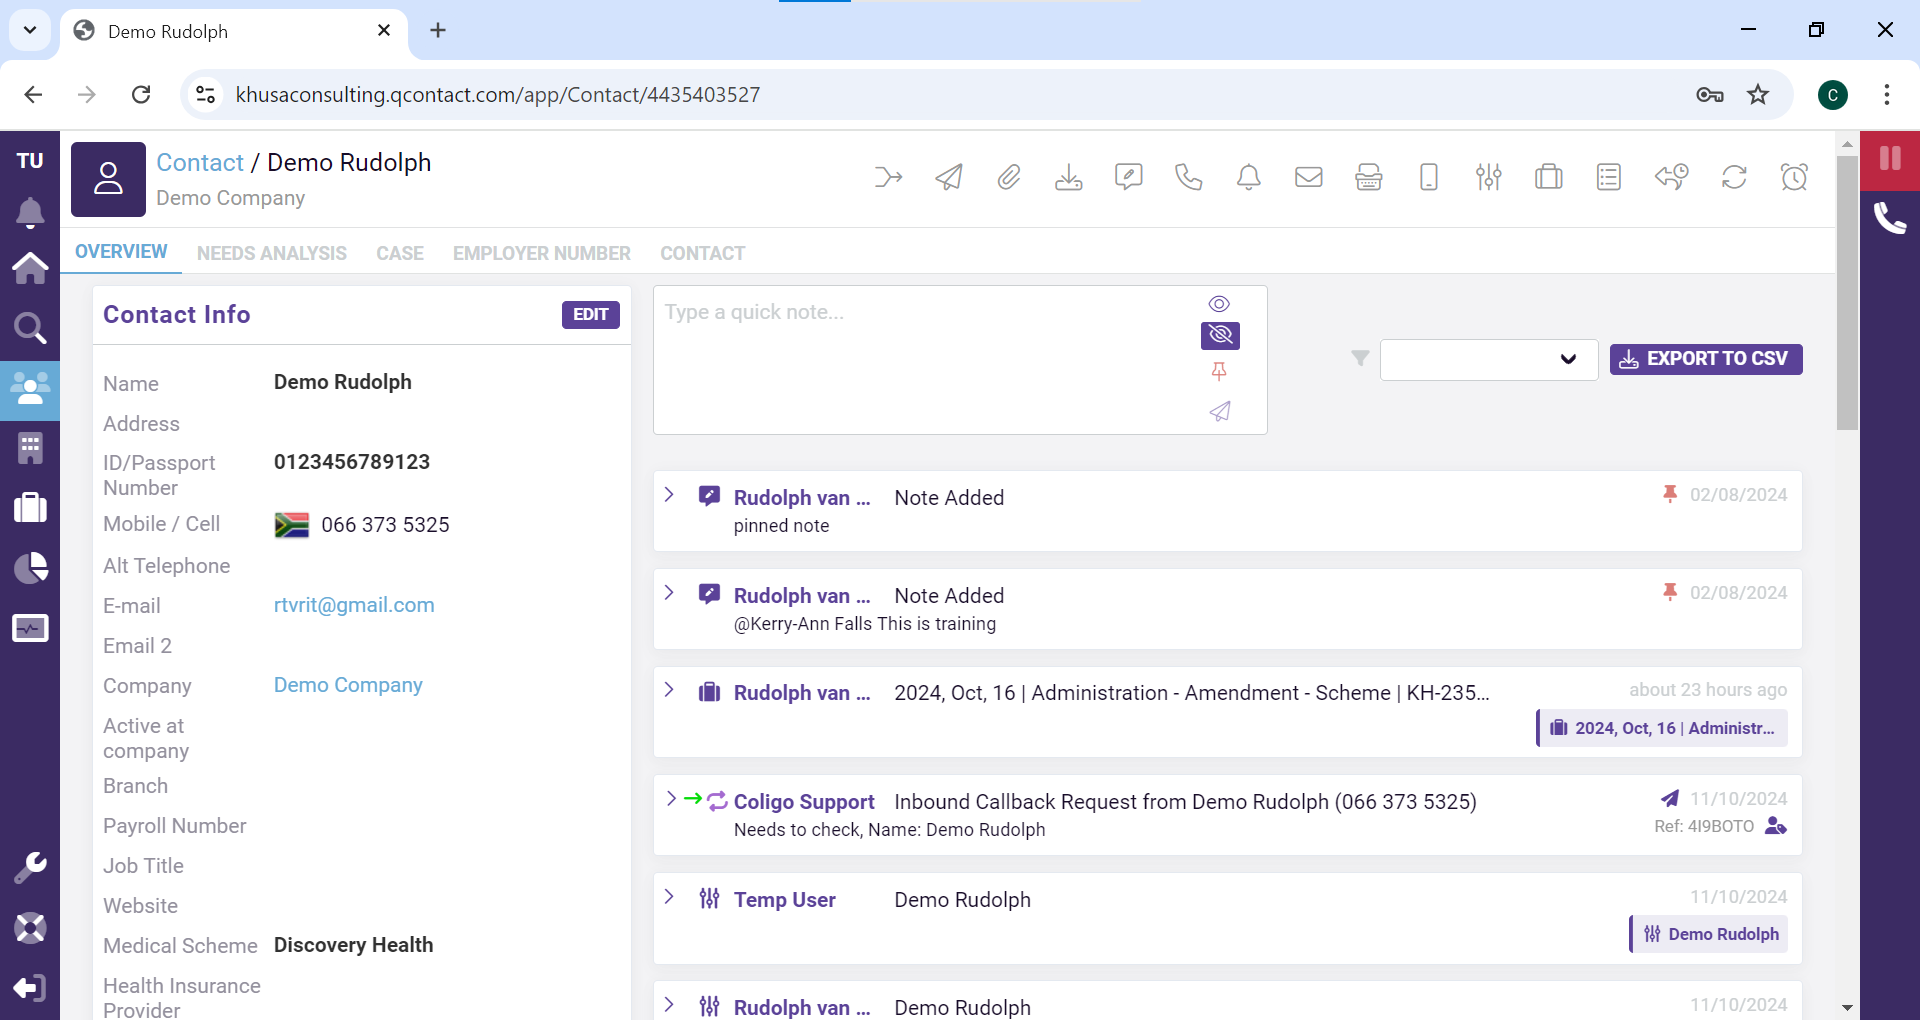 Demo Rudolph
khusaconsulting.qcontact.com/app/Contact/4435403527
C
TU
Contact / Demo Rudolph
Demo Company
OVERVIEW
NEEDS ANALYSIS
CASE
EMPLOYER NUMBER
CONTACT
Contact Info
EDIT
Name
Demo Rudolph
Address
ID/Passport
Number
0123456789123
Mobile / Cell
066 373 5325
Alt Telephone
E-mail
rtvrit@gmail.com
Email 2
Company
Demo Company
Active at
company
Branch
Payroll Number
Job Title
Website
Medical Scheme
Discovery Health
Health Insurance
Provider
Type a quick note...
EXPORT TO CSV
Rudolph van ...
Note Added
02/08/2024
pinned note
Rudolph van ...
Note Added
02/08/2024
@Kerry-Ann Falls This is training
Rudolph van ...
2024, Oct, 16 | Administration - Amendment - Scheme | KH-235...
about 23 hours ago
2024, Oct, 16 | Administr...
Coligo Support
Inbound Callback Request from Demo Rudolph (066 373 5325)
11/10/2024
Needs to check, Name: Demo Rudolph
Ref: 4I9BOTO
Temp User
Demo Rudolph
11/10/2024
Demo Rudolph
Rudolph van ...
Demo Rudolph
11/10/2024